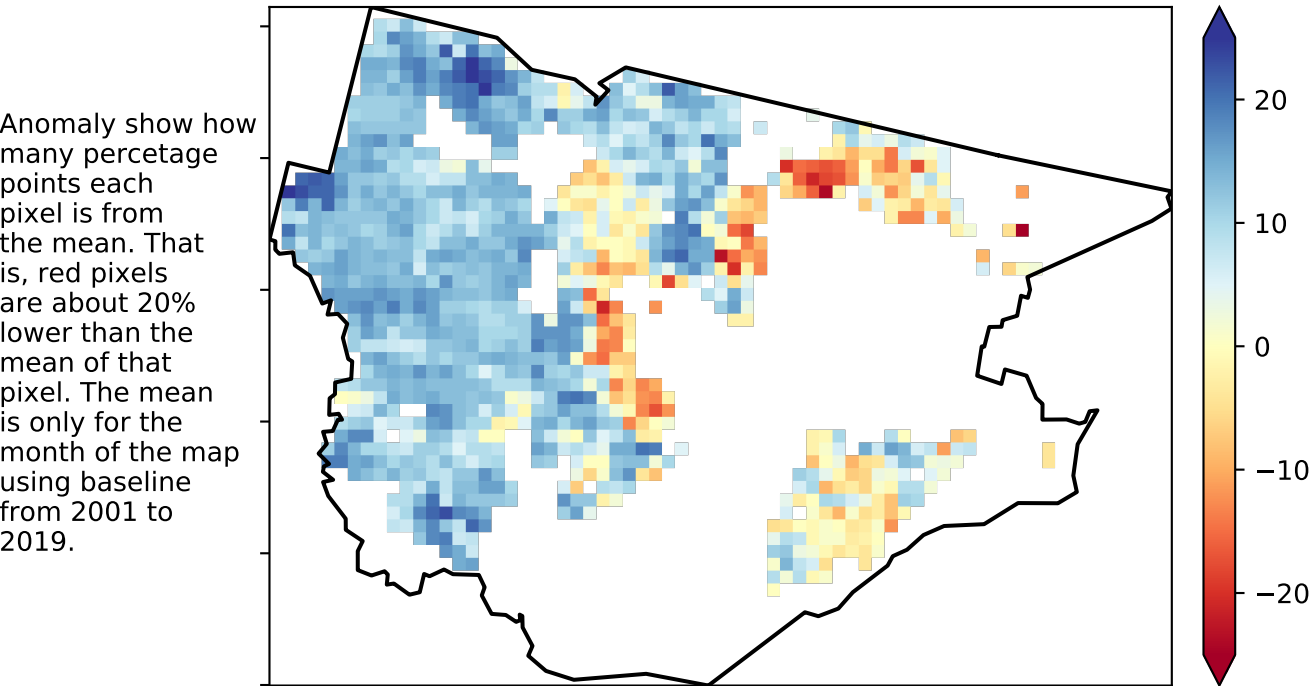 Anomaly show how
many percetage
points each
pixel is from
the mean. That
is, red pixels
are about 20%
lower than the
mean of that
pixel. The mean
is only for the
month of the map
using baseline
from 2001 to
2019.
20
10
0
−10
−20